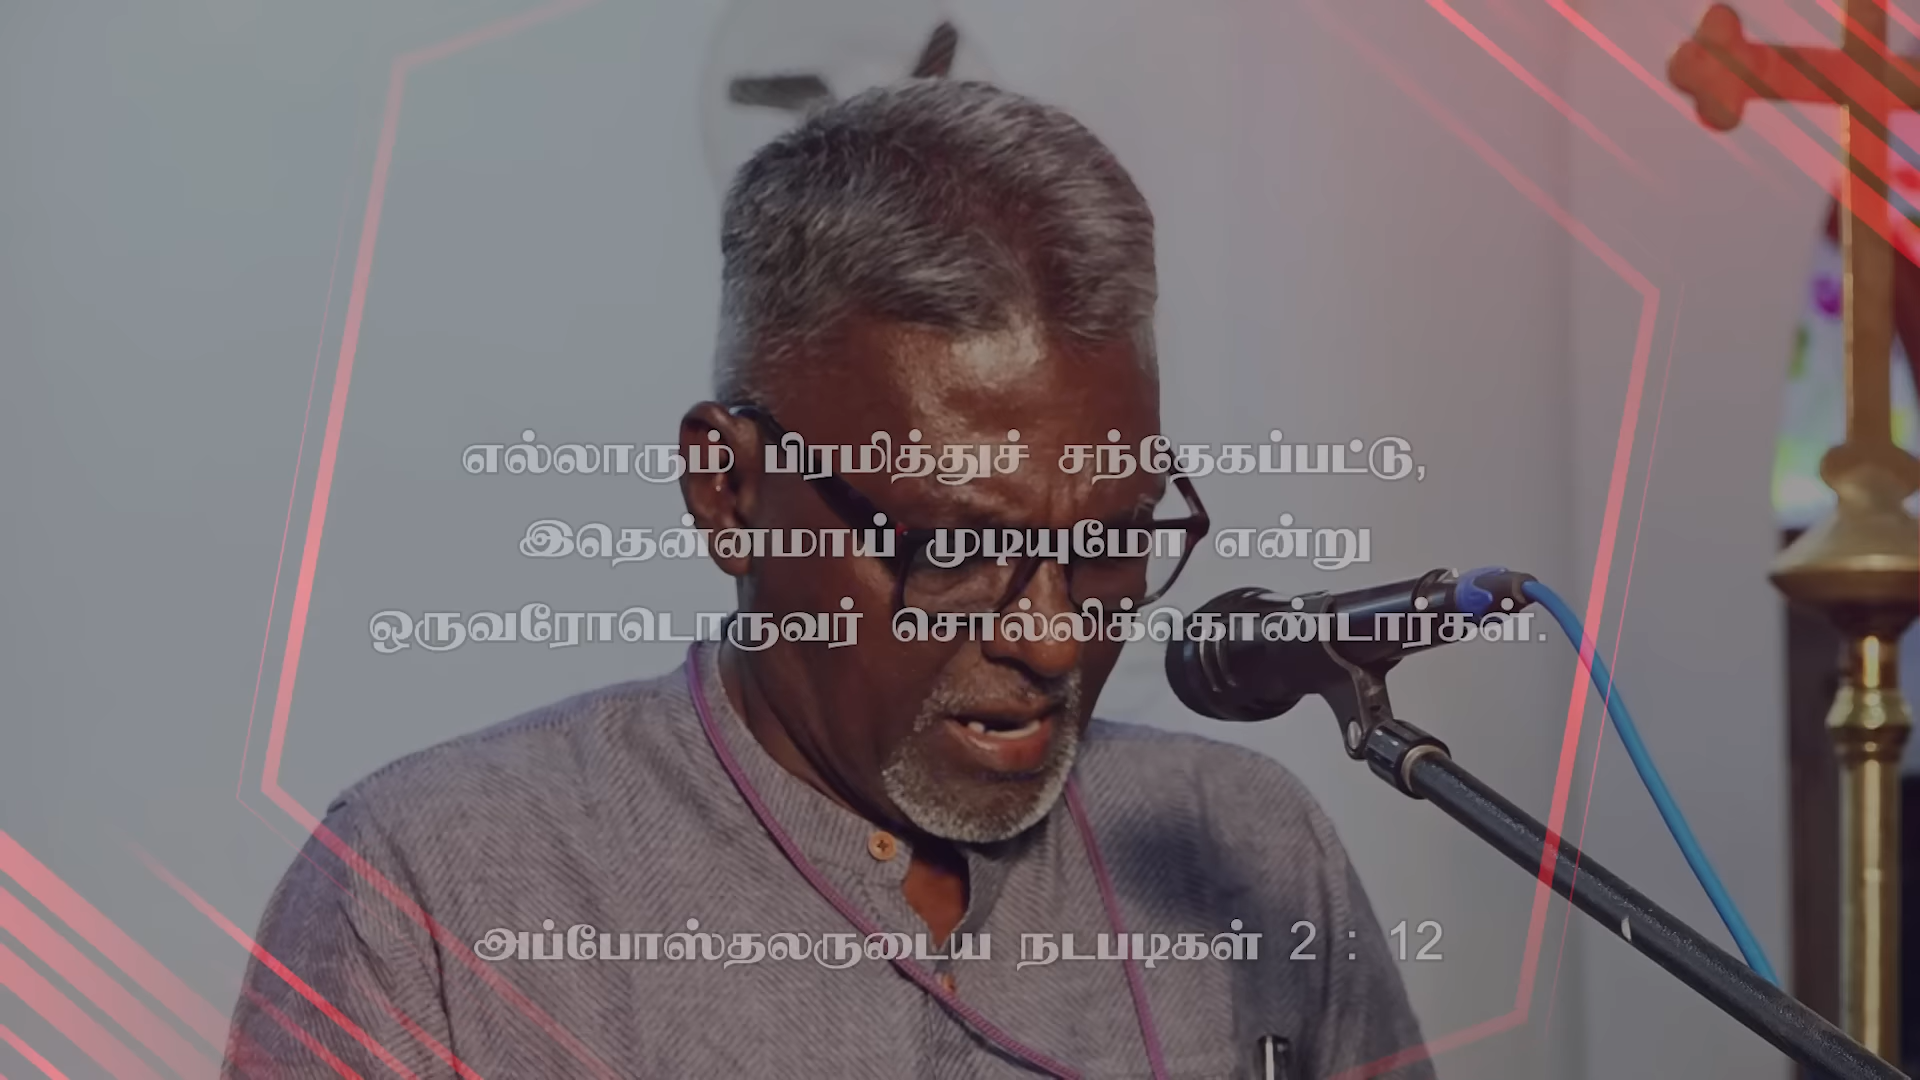 எல்லாரும் பிரமித்துச் சந்தேகப்பட்டு,
இதென்னமாய் முடியுமோ என்று
ஒருவரோடொருவர் சொல்லிக்கொண்டார்கள்.
அப்போஸ்தலருடைய நடபடிகள் 2 : 12